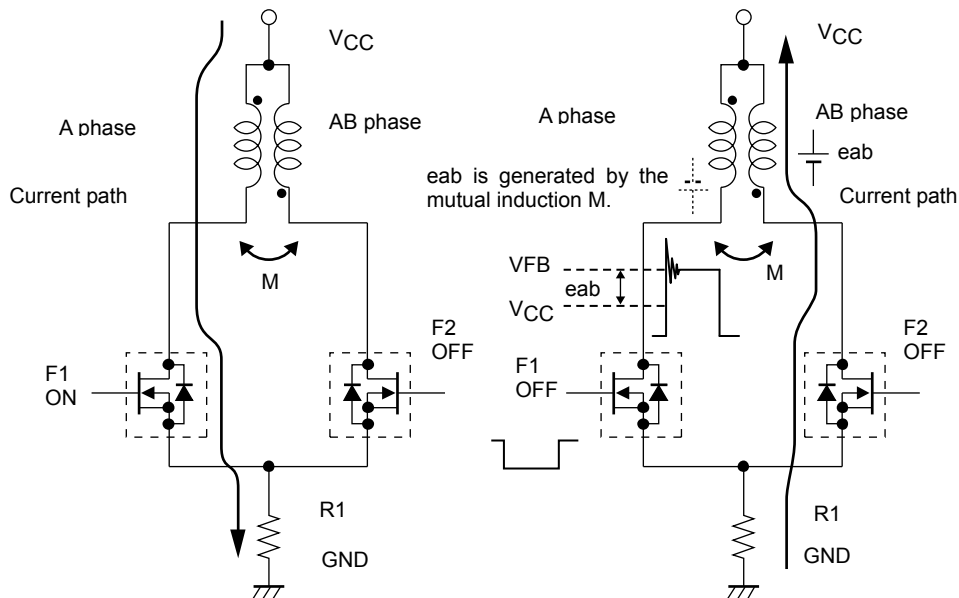 VCC
A phase
AB phase
Current path
M
F1
ON
F2
OFF
R1
GND
VCC
A phase
AB phase
eab
eab is generated by the
mutual induction M.
Current path
VFB
eab
VCC
M
F1
OFF
F2
OFF
R1
GND